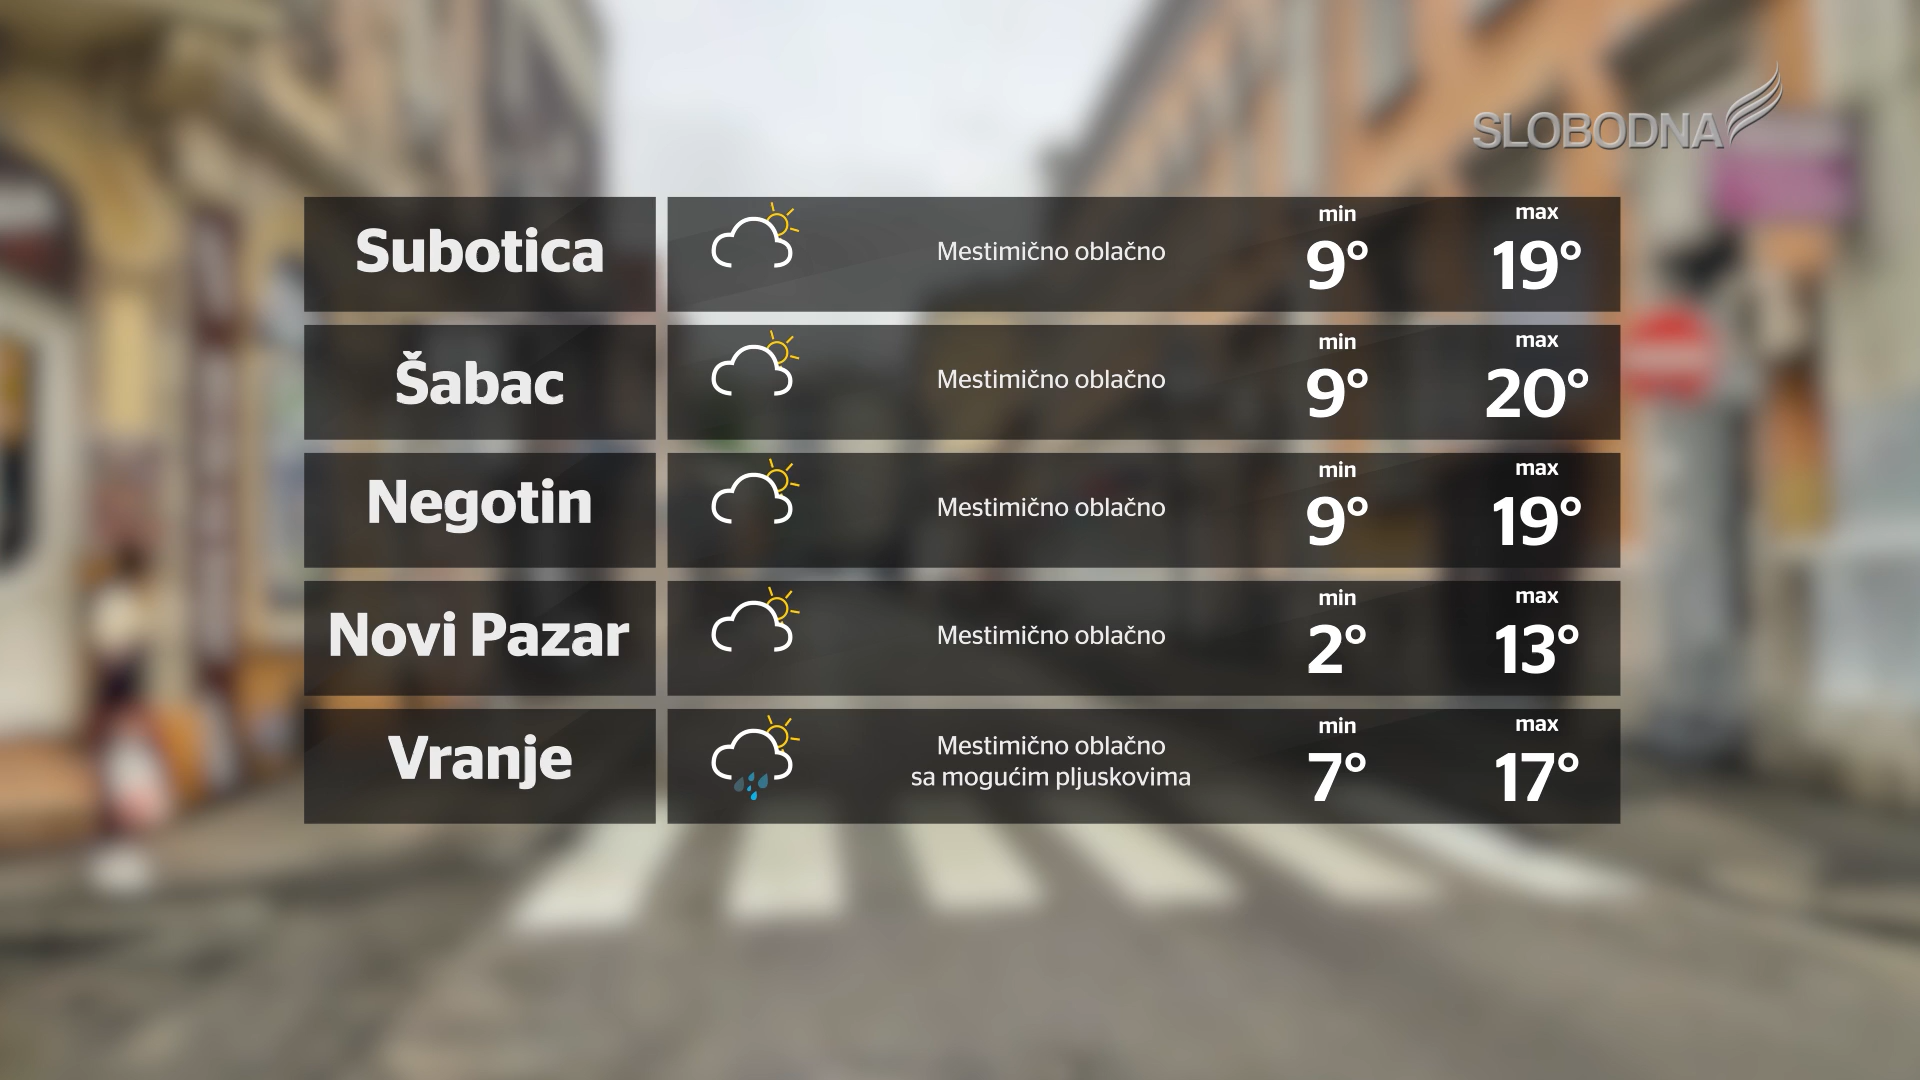 SLOBODNA
Subotica
Mestimično oblačno
min
9°
max
19°
Šabac
Mestimično oblačno
min
9°
max
20°
Negotin
Mestimično oblačno
min
9°
max
19°
Novi Pazar
Mestimično oblačno
min
2°
max
13°
Vranje
Mestimično oblačno
sa mogućim pljuskovima
min
7°
max
17°